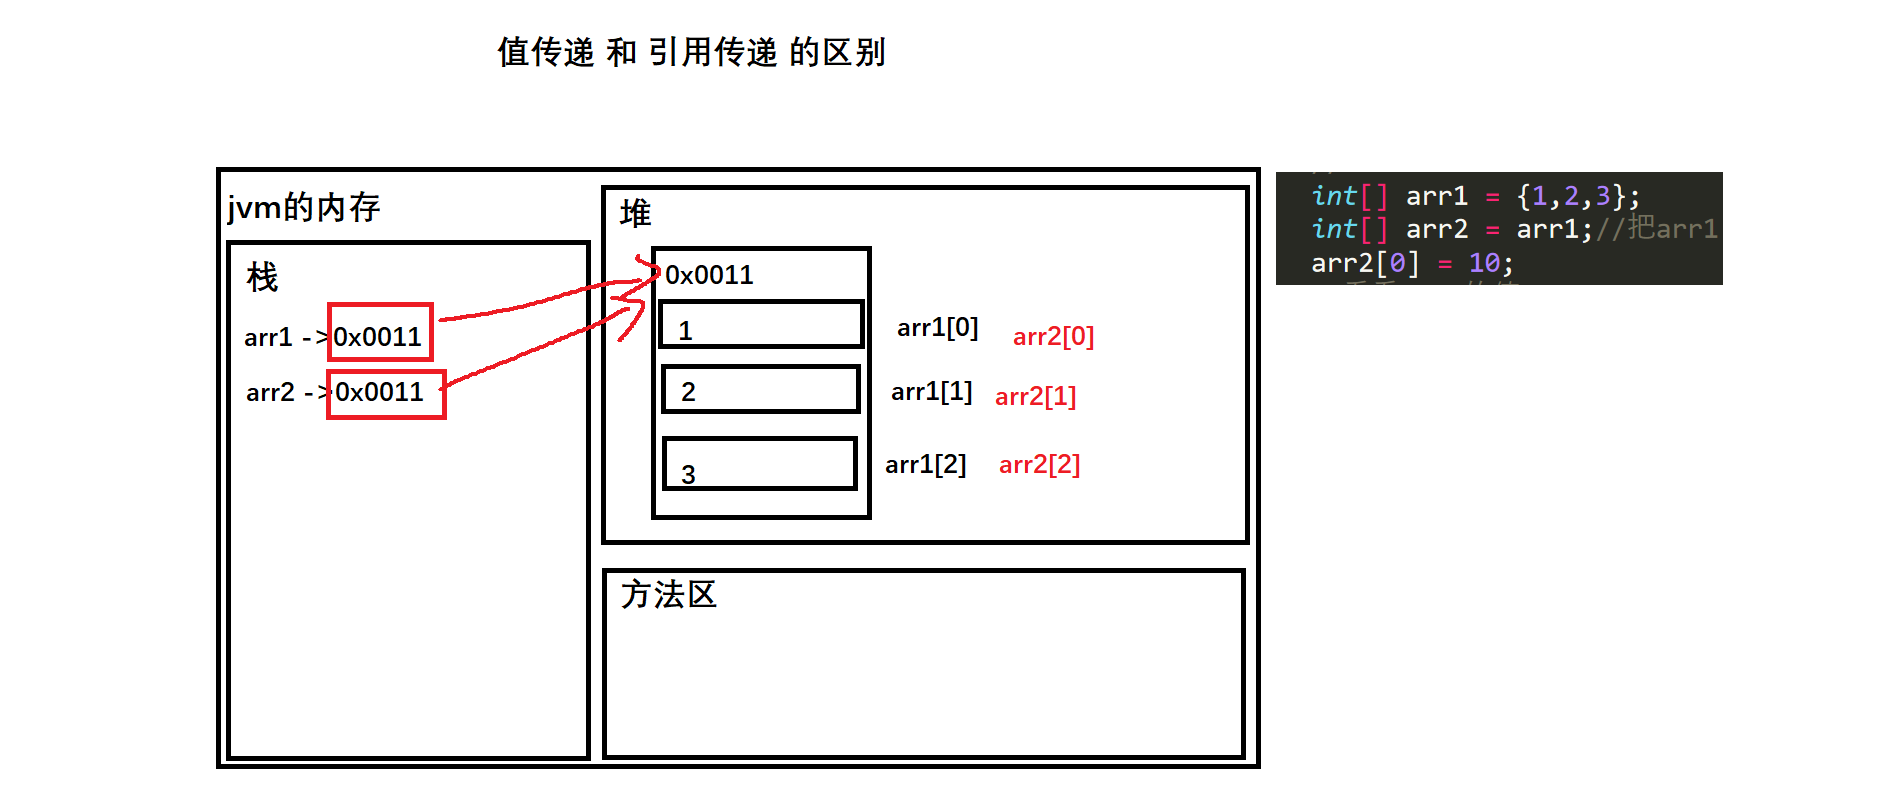 值传递 和 引用传递 的区别
jvm的内存
栈
arr1 ->0x0011
arr2 ->0x0011
堆
0x0011
1 arr1[0] arr2[0]
2 arr1[1] arr2[1]
3 arr1[2] arr2[2]
方法区
int[] arr1 = {1,2,3};
int[] arr2 = arr1;//把arr1
arr2[0] = 10;